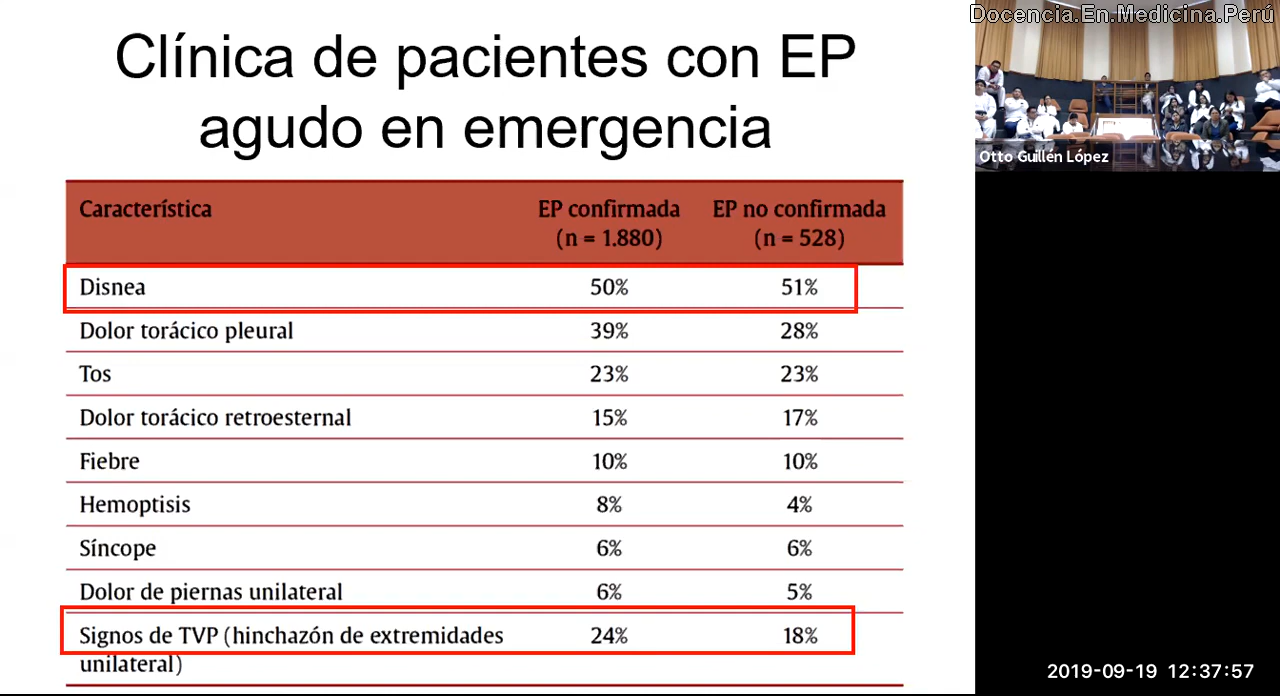 Docencia.En.Medicina.Perú
Clínica de pacientes con EP
agudo en emergencia
Otto Guillén López
Característica EP confirmada EP no confirmada
(n = 1.880) (n = 528)
Disnea 50% 51%
Dolor torácico pleural 39% 28%
Tos 23% 23%
Dolor torácico retroesternal 15% 17%
Fiebre 10% 10%
Hemoptisis 8% 4%
Síncope 6% 6%
Dolor de piernas unilateral 6% 5%
Signos de TVP (hinchazón de extremidades 24% 18%
unilateral)
2019-09-19 12:37:57